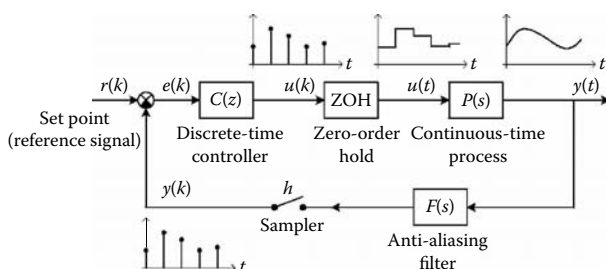 t
t
t
r(k)
e(k)
C(z)
u(k)
ZOH
u(t)
P(s)
y(t)
Set point
(reference signal)
Discrete-time
controller
Zero-order
hold
Continuous-time
process
y(k)
h
Sampler
F(s)
Anti-aliasing
filter
t